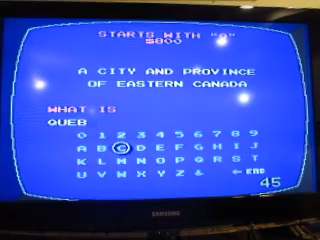 STARTS WITH "Q"
$800
A CITY AND PROVINCE
OF EASTERN CANADA
WHAT IS
QUEB
0 1 2 3 4 5 6 7 8 9
A B C D E F G H I J
K L M N O P Q R S T
U V W X Y Z & ← END
45
SAMSUNG